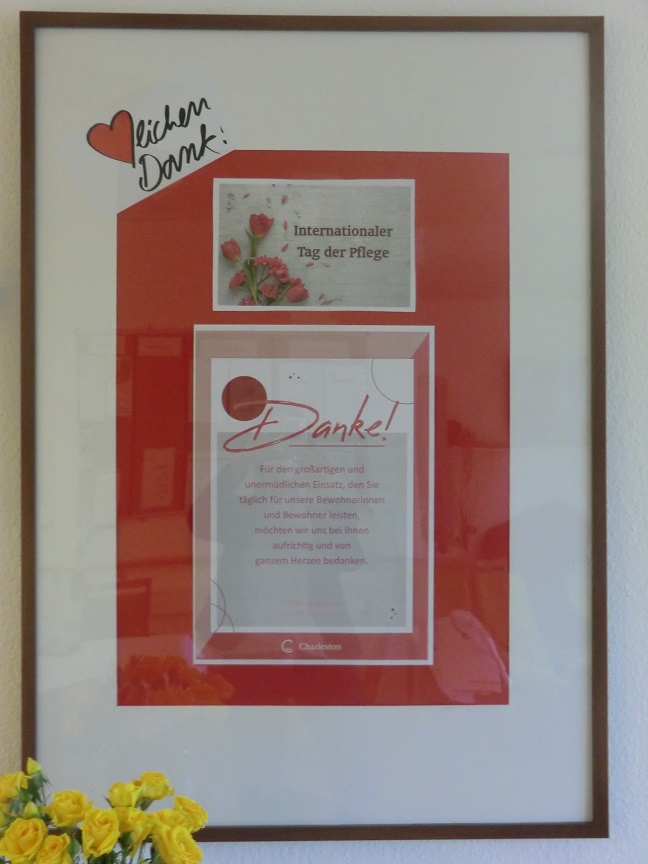 lichen
Dank!
Internationaler
Tag der Pflege
Danke!
Für den großartigen und
unermüdlichen Einsatz, den Sie
täglich für unsere Bewohnerinnen
und Bewohner leisten,
möchten wir uns bei Ihnen
aufrichtig und von
ganzem Herzen bedanken.
Charleston